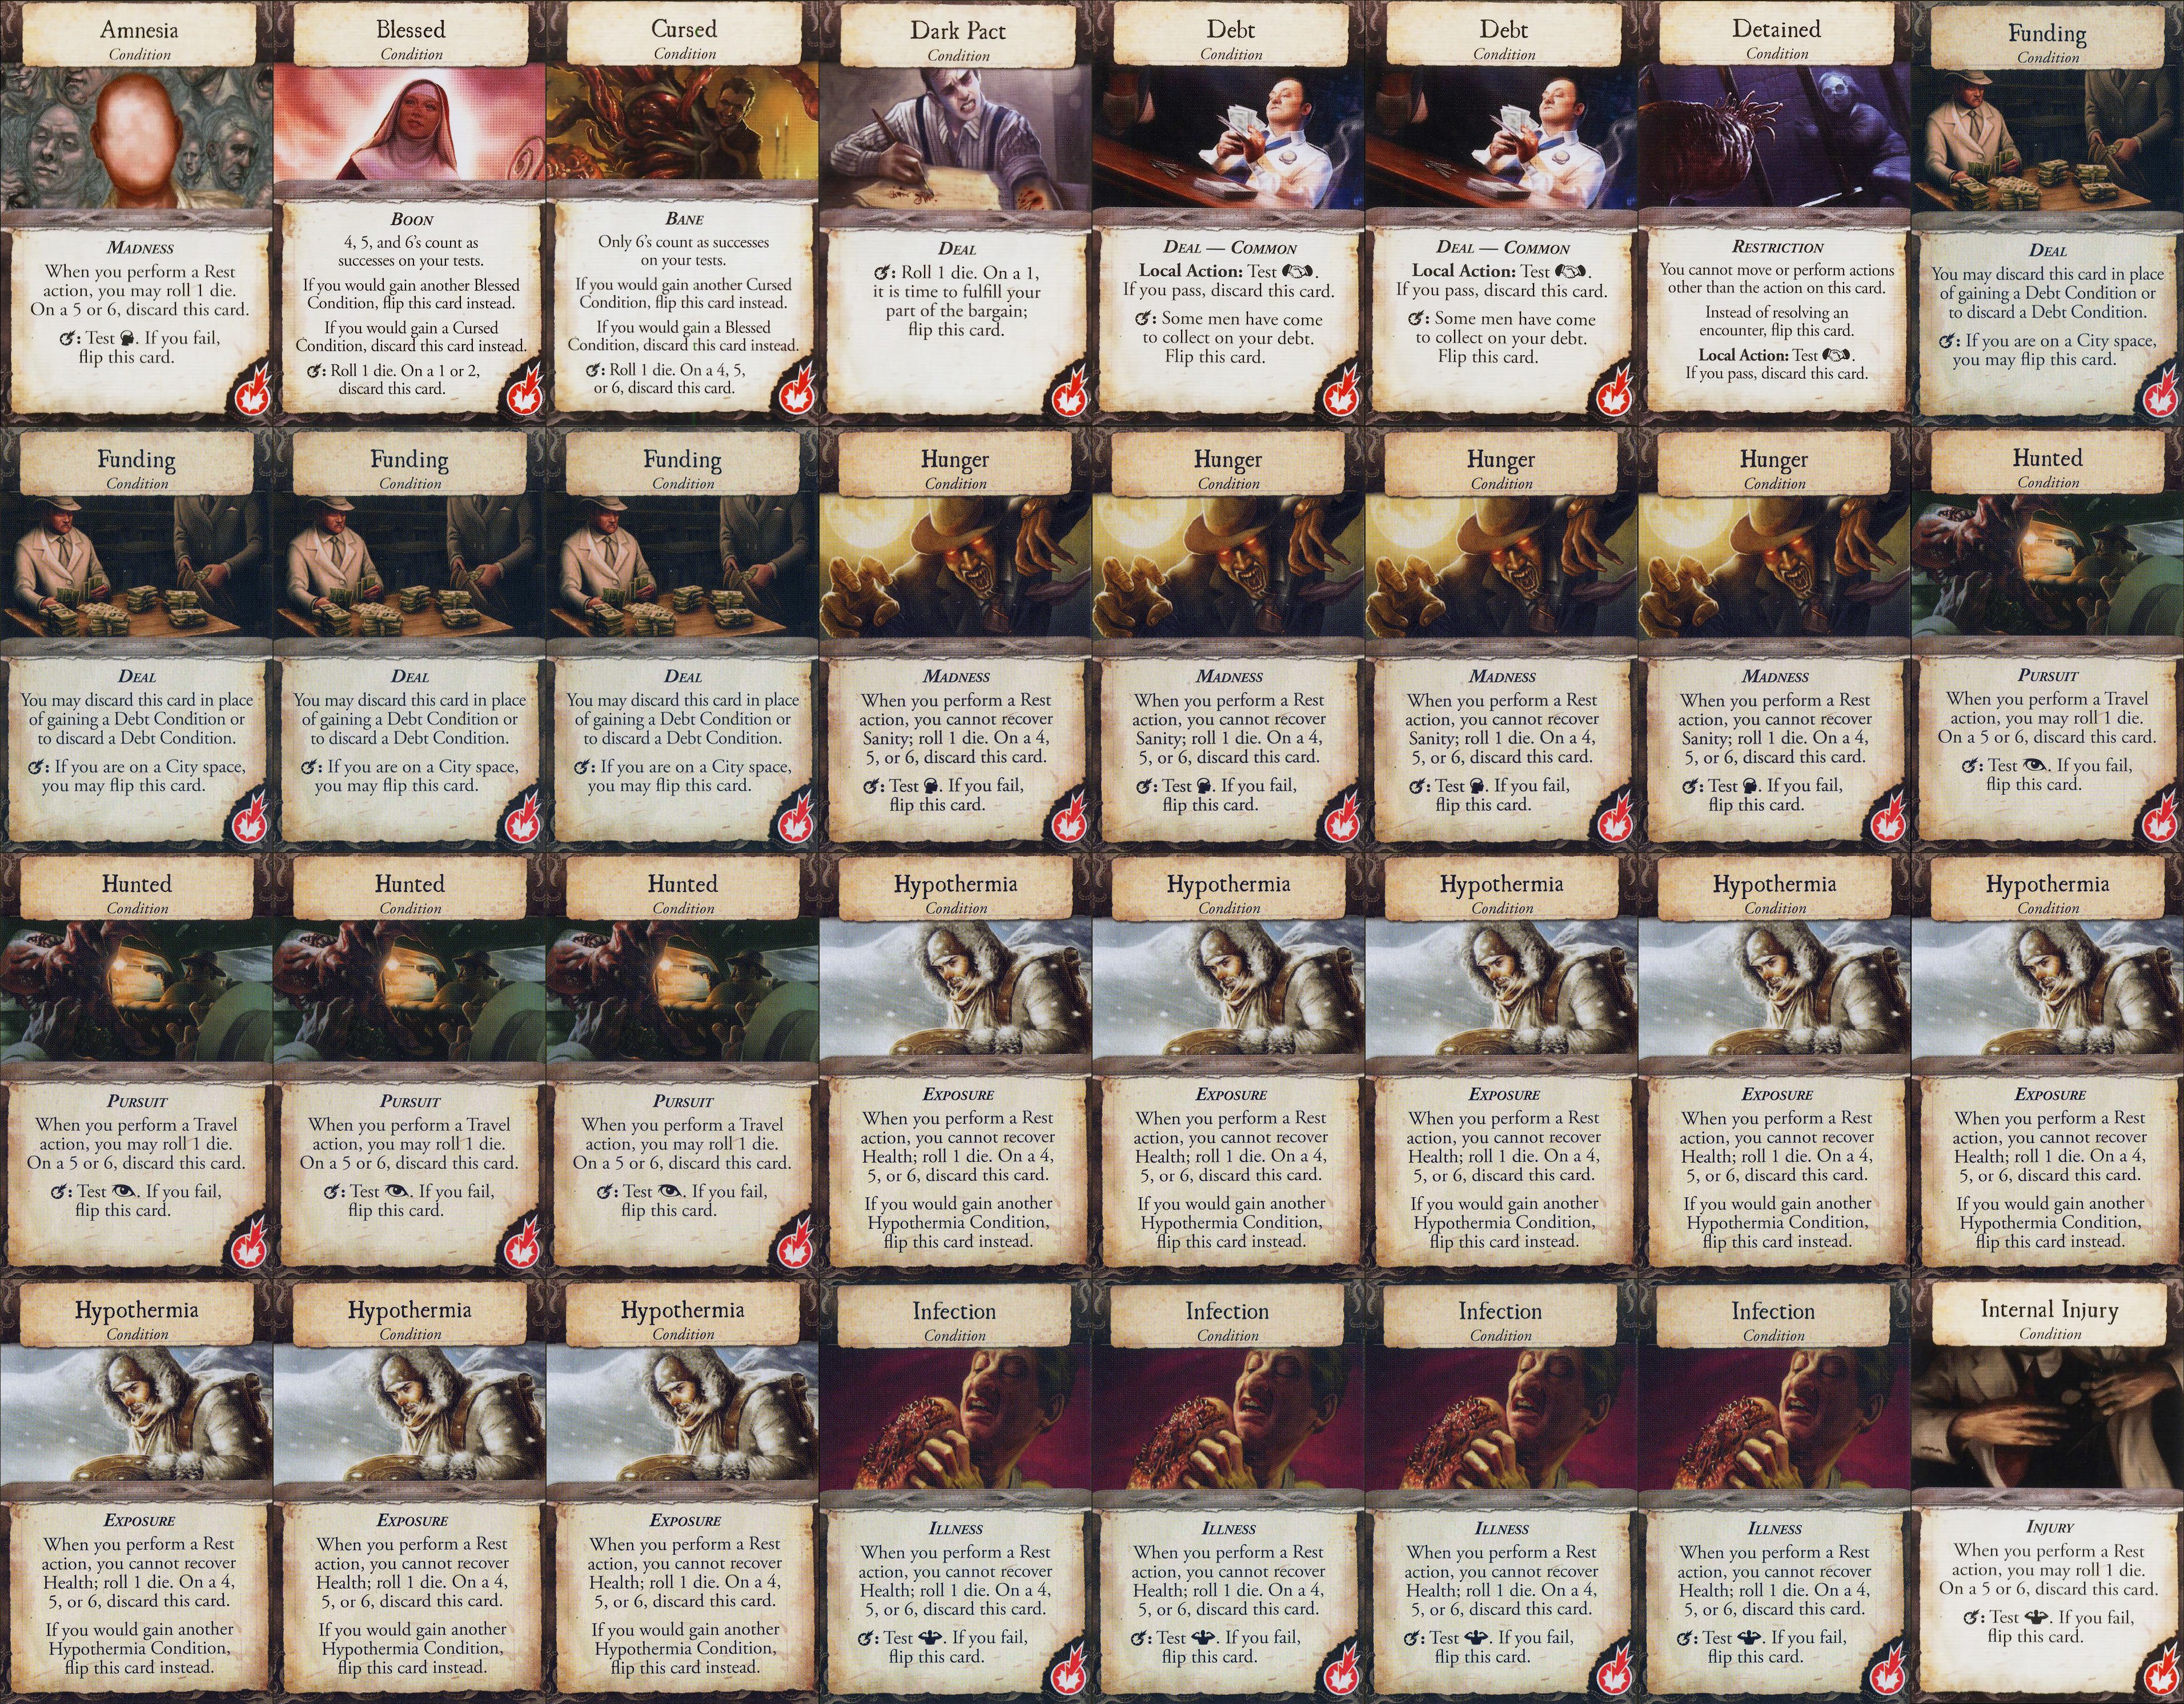 Amnesia
Condition
MADNESS
When you perform a Rest
action, you may roll 1 die.
On a 5 or 6, discard this card.
: Test . If you fail,
flip this card.
Blessed
Condition
BOON
4, 5, and 6's count as
successes on your tests.
If you would gain another Blessed
Condition, flip this card instead.
If you would gain a Cursed
Condition, discard this card instead.
: Roll 1 die. On a 1 or 2,
discard this card.
Cursed
Condition
BANE
Only 6's count as successes
on your tests.
If you would gain another Cursed
Condition, flip this card instead.
If you would gain a Blessed
Condition, discard this card instead.
: Roll 1 die. On a 4, 5,
or 6, discard this card.
Dark Pact
Condition
DEAL
: Roll 1 die. On a 1,
it is time to fulfill your
part of the bargain;
flip this card.
Debt
Condition
DEAL — COMMON
Local Action: Test .
If you pass, discard this card.
: Some men have come
to collect on your debt.
Flip this card.
Debt
Condition
DEAL — COMMON
Local Action: Test .
If you pass, discard this card.
: Some men have come
to collect on your debt.
Flip this card.
Detained
Condition
RESTRICTION
You cannot move or perform actions
other than the action on this card.
Instead of resolving an
encounter, flip this card.
Local Action: Test .
If you pass, discard this card.
Funding
Condition
DEAL
You may discard this card in place
of gaining a Debt Condition or
to discard a Debt Condition.
: If you are on a City space,
you may flip this card.
Funding
Condition
DEAL
You may discard this card in place
of gaining a Debt Condition or
to discard a Debt Condition.
: If you are on a City space,
you may flip this card.
Funding
Condition
DEAL
You may discard this card in place
of gaining a Debt Condition or
to discard a Debt Condition.
: If you are on a City space,
you may flip this card.
Funding
Condition
DEAL
You may discard this card in place
of gaining a Debt Condition or
to discard a Debt Condition.
: If you are on a City space,
you may flip this card.
Hunger
Condition
MADNESS
When you perform a Rest
action, you cannot recover
Sanity; roll 1 die. On a 4,
5, or 6, discard this card.
: Test . If you fail,
flip this card.
Hunger
Condition
MADNESS
When you perform a Rest
action, you cannot recover
Sanity; roll 1 die. On a 4,
5, or 6, discard this card.
: Test . If you fail,
flip this card.
Hunger
Condition
MADNESS
When you perform a Rest
action, you cannot recover
Sanity; roll 1 die. On a 4,
5, or 6, discard this card.
: Test . If you fail,
flip this card.
Hunger
Condition
MADNESS
When you perform a Rest
action, you cannot recover
Sanity; roll 1 die. On a 4,
5, or 6, discard this card.
: Test . If you fail,
flip this card.
Hunted
Condition
PURSUIT
When you perform a Travel
action, you may roll 1 die.
On a 5 or 6, discard this card.
: Test . If you fail,
flip this card.
Hunted
Condition
PURSUIT
When you perform a Travel
action, you may roll 1 die.
On a 5 or 6, discard this card.
: Test . If you fail,
flip this card.
Hunted
Condition
PURSUIT
When you perform a Travel
action, you may roll 1 die.
On a 5 or 6, discard this card.
: Test . If you fail,
flip this card.
Hunted
Condition
PURSUIT
When you perform a Travel
action, you may roll 1 die.
On a 5 or 6, discard this card.
: Test . If you fail,
flip this card.
Hypothermia
Condition
EXPOSURE
When you perform a Rest
action, you cannot recover
Health; roll 1 die. On a 4,
5, or 6, discard this card.
If you would gain another
Hypothermia Condition,
flip this card instead.
Hypothermia
Condition
EXPOSURE
When you perform a Rest
action, you cannot recover
Health; roll 1 die. On a 4,
5, or 6, discard this card.
If you would gain another
Hypothermia Condition,
flip this card instead.
Hypothermia
Condition
EXPOSURE
When you perform a Rest
action, you cannot recover
Health; roll 1 die. On a 4,
5, or 6, discard this card.
If you would gain another
Hypothermia Condition,
flip this card instead.
Hypothermia
Condition
EXPOSURE
When you perform a Rest
action, you cannot recover
Health; roll 1 die. On a 4,
5, or 6, discard this card.
If you would gain another
Hypothermia Condition,
flip this card instead.
Hypothermia
Condition
EXPOSURE
When you perform a Rest
action, you cannot recover
Health; roll 1 die. On a 4,
5, or 6, discard this card.
If you would gain another
Hypothermia Condition,
flip this card instead.
Hypothermia
Condition
EXPOSURE
When you perform a Rest
action, you cannot recover
Health; roll 1 die. On a 4,
5, or 6, discard this card.
If you would gain another
Hypothermia Condition,
flip this card instead.
Hypothermia
Condition
EXPOSURE
When you perform a Rest
action, you cannot recover
Health; roll 1 die. On a 4,
5, or 6, discard this card.
If you would gain another
Hypothermia Condition,
flip this card instead.
Hypothermia
Condition
EXPOSURE
When you perform a Rest
action, you cannot recover
Health; roll 1 die. On a 4,
5, or 6, discard this card.
If you would gain another
Hypothermia Condition,
flip this card instead.
Infection
Condition
ILLNESS
When you perform a Rest
action, you cannot recover
Health; roll 1 die. On a 4,
5, or 6, discard this card.
: Test . If you fail,
flip this card.
Infection
Condition
ILLNESS
When you perform a Rest
action, you cannot recover
Health; roll 1 die. On a 4,
5, or 6, discard this card.
: Test . If you fail,
flip this card.
Infection
Condition
ILLNESS
When you perform a Rest
action, you cannot recover
Health; roll 1 die. On a 4,
5, or 6, discard this card.
: Test . If you fail,
flip this card.
Infection
Condition
ILLNESS
When you perform a Rest
action, you cannot recover
Health; roll 1 die. On a 4,
5, or 6, discard this card.
: Test . If you fail,
flip this card.
Internal Injury
Condition
INJURY
When you perform a Rest
action, you may roll 1 die.
On a 5 or 6, discard this card.
: Test . If you fail,
flip this card.